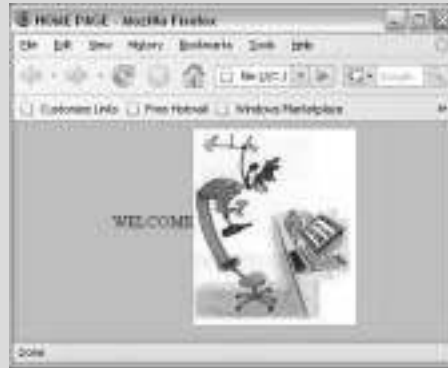 HOME PAGE - Mozilla Firefox
File Edit View History Bookmarks Tools Help
file:///C:/
Customize Links Free Hotmail Windows Marketplace
WELCOME
Done